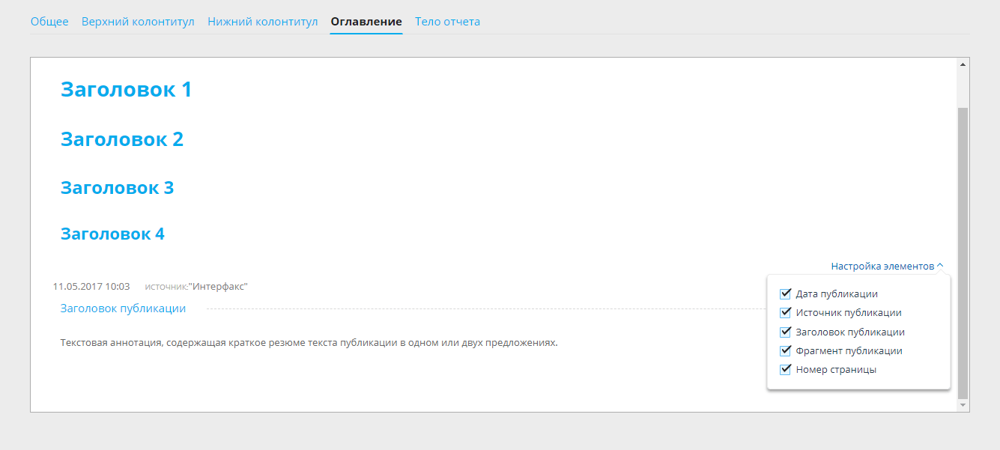 Общее Верхний колонтитул Нижний колонтитул Оглавление Тело отчета
Заголовок 1
Заголовок 2
Заголовок 3
Заголовок 4
Настройка элементов
11.05.2017 10:03 источник:"Интерфакс"
Заголовок публикации
Текстовая аннотация, содержащая краткое резюме текста публикации в одном или двух предложениях.
Дата публикации
Источник публикации
Заголовок публикации
Фрагмент публикации
Номер страницы